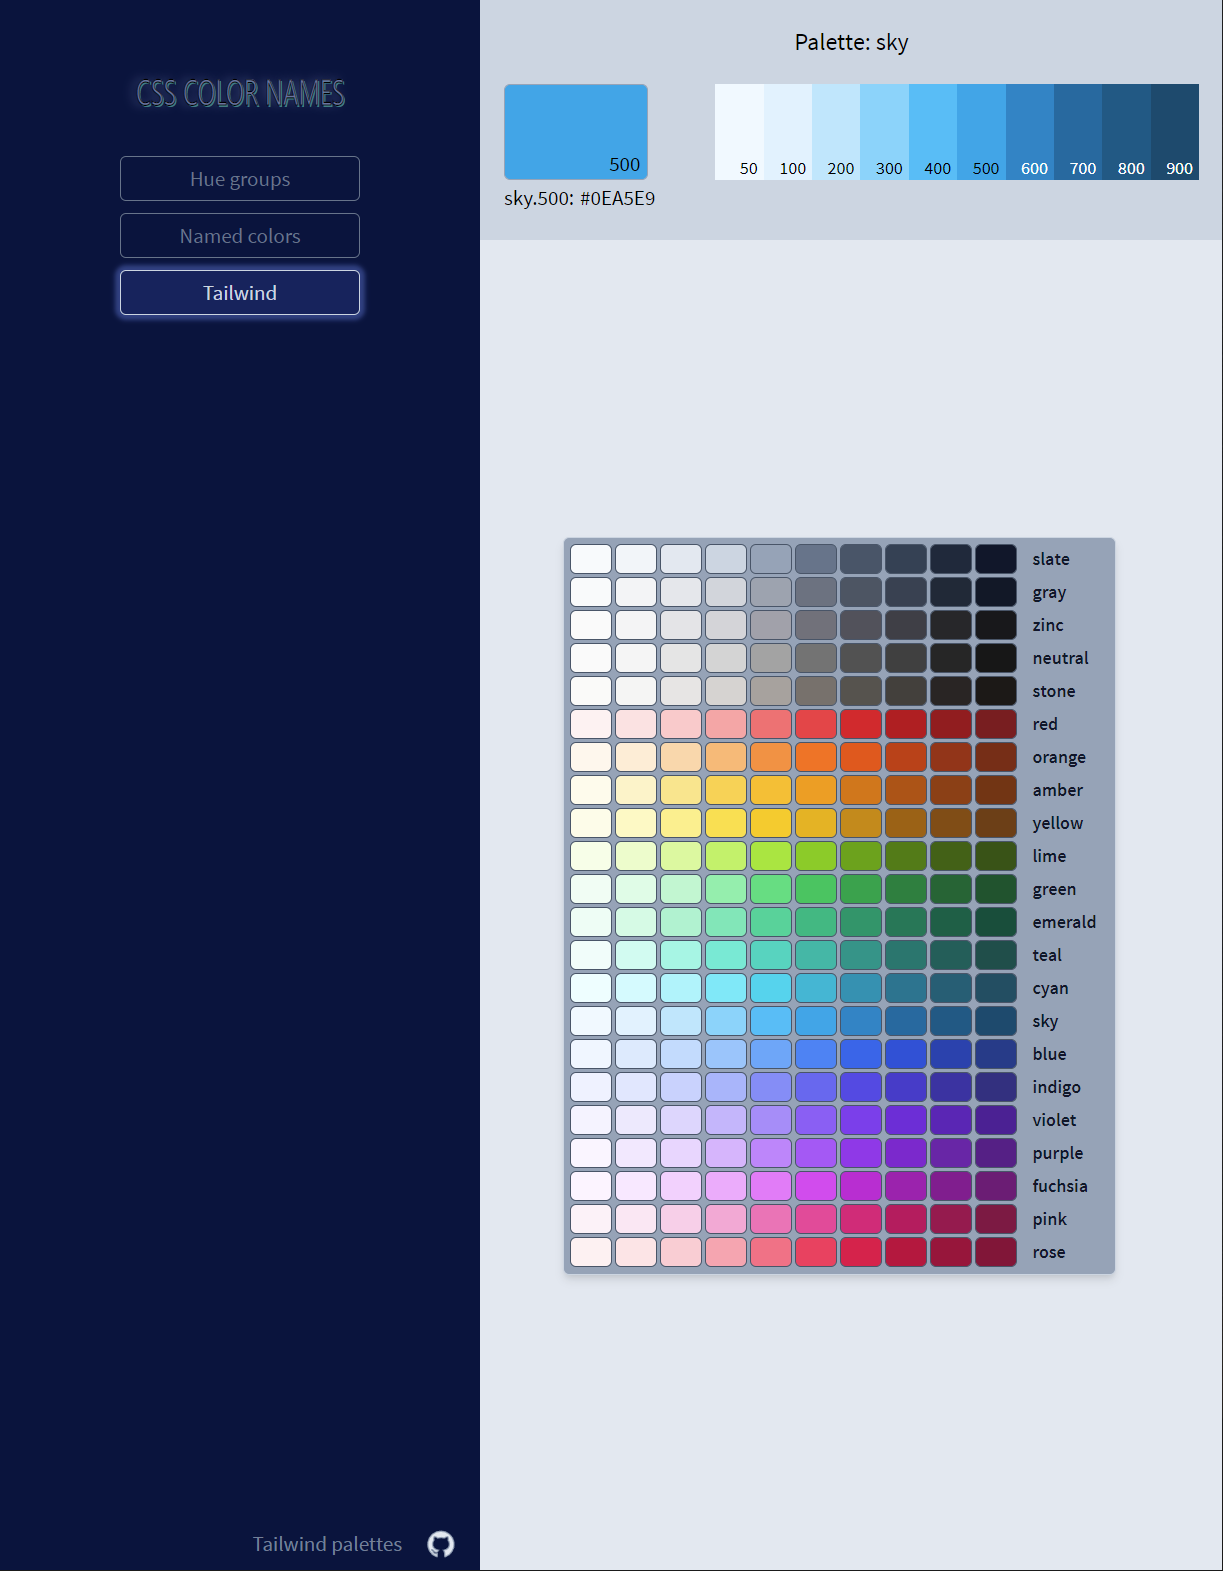 CSS COLOR NAMES
Hue groups
Named colors
Tailwind
Tailwind palettes
Palette: sky
500
sky.500: #0EA5E9
50 100 200 300 400 500 600 700 800 900
slate
gray
zinc
neutral
stone
red
orange
amber
yellow
lime
green
emerald
teal
cyan
sky
blue
indigo
violet
purple
fuchsia
pink
rose